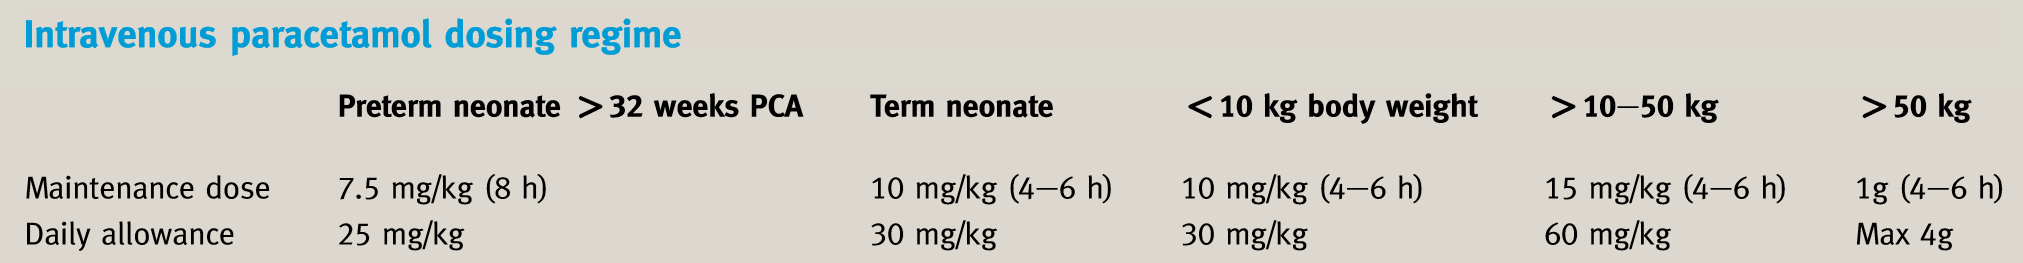 Intravenous paracetamol dosing regime
Preterm neonate >32 weeks PCA Term neonate <10 kg body weight >10–50 kg >50 kg
Maintenance dose 7.5 mg/kg (8 h) 10 mg/kg (4–6 h) 10 mg/kg (4–6 h) 15 mg/kg (4–6 h) 1g (4–6 h)
Daily allowance 25 mg/kg 30 mg/kg 30 mg/kg 60 mg/kg Max 4g